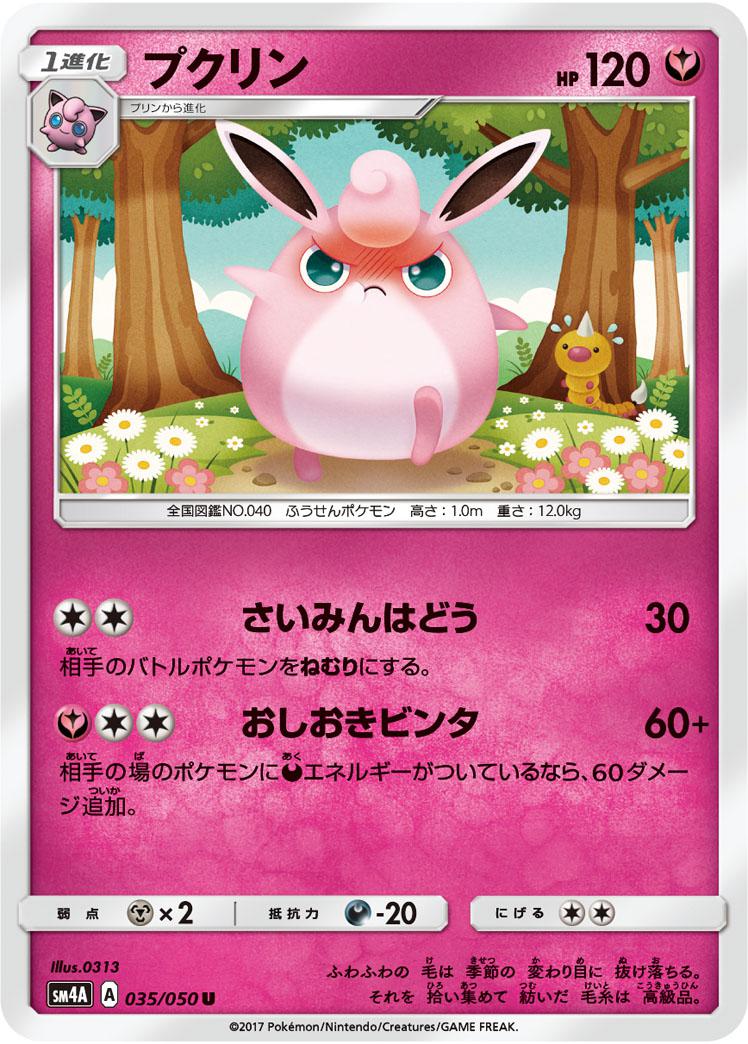 1進化 プクリン HP 120
プリンから進化
全国図鑑NO.040 ふうせんポケモン 高さ：1.0m 重さ：12.0kg
さいみんはどう 30
相手のバトルポケモンをねむりにする。
おしおきビンタ 60+
相手の場のポケモンにエネルギーがついているなら、60ダメー
ジ追加。
弱点 ×2 抵抗力 -20 にげる
illus.0313
ふわふわの 毛は 季節の 変わり目に 抜け落ちる。
それを 拾い集めて 紡いだ 毛糸は 高級品。
SM4A A 035/050 U
©2017 Pokémon/Nintendo/Creatures/GAME FREAK.